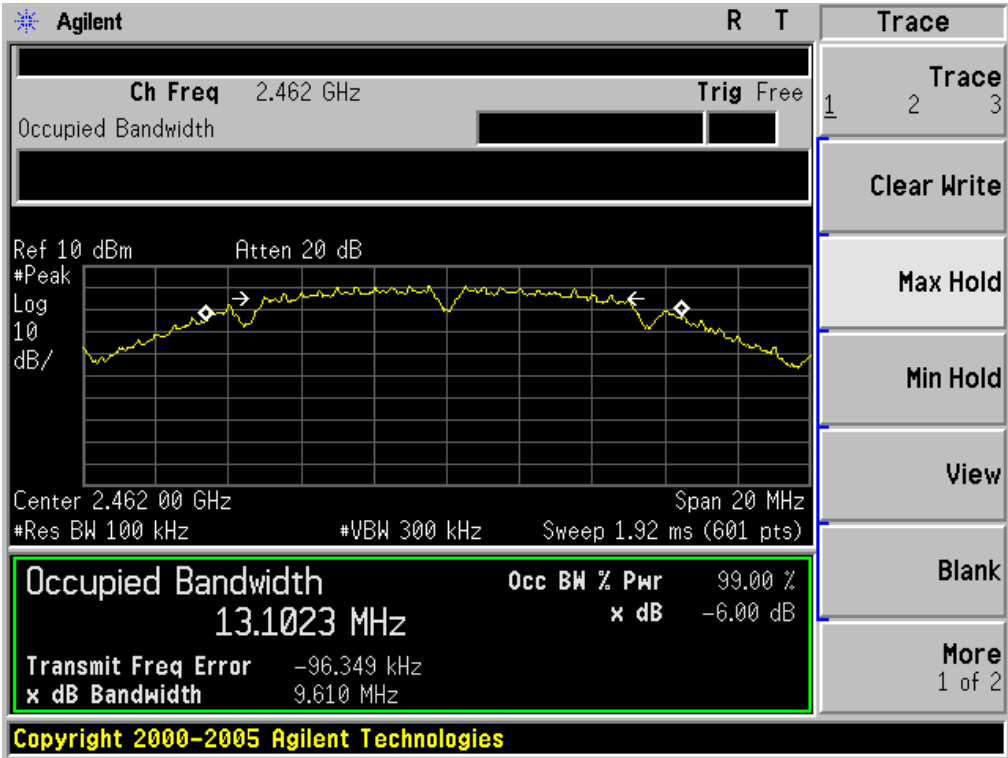 Agilent R T
Ch Freq 2.462 GHz Trig Free
Occupied Bandwidth
Ref 10 dBm Atten 20 dB
#Peak
Log
10
dB/
Center 2.462 00 GHz Span 20 MHz
#Res BW 100 kHz #VBW 300 kHz Sweep 1.92 ms (601 pts)
Occupied Bandwidth
13.1023 MHz
Occ BW % Pwr 99.00 %
x dB -6.00 dB
Transmit Freq Error -96.349 kHz
x dB Bandwidth 9.610 MHz
Copyright 2000-2005 Agilent Technologies
Trace
Trace
1 2 3
Clear Write
Max Hold
Min Hold
View
Blank
More
1 of 2